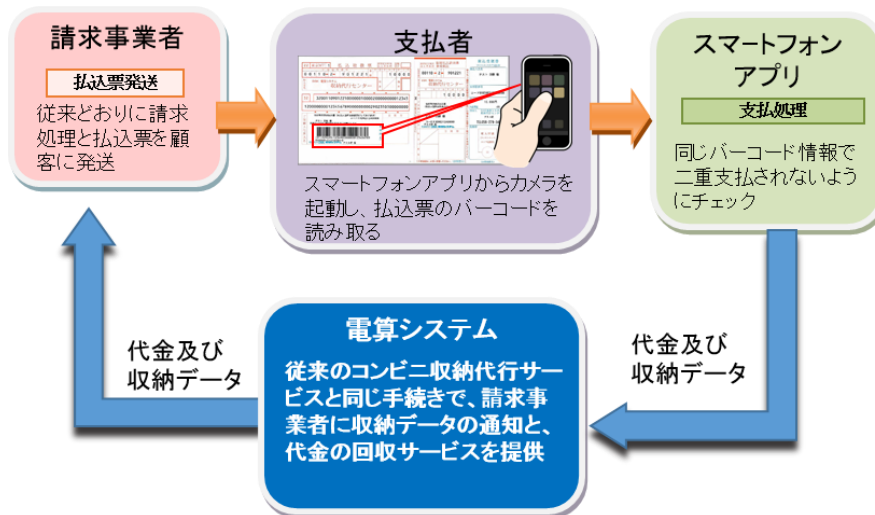 請求事業者
払込票発送
従来どおりに請求
処理と払込票を顧
客に発送
支払者
スマートフォンアプリからカメラを
起動し、払込票のバーコードを
読み取る
スマートフォン
アプリ
支払処理
同じバーコード情報で
二重支払されないよう
にチェック
代金及び
収納データ
電算システム
従来のコンビニ収納代行サー
ビスと同じ手続きで、請求事
業者に収納データの通知と、
代金の回収サービスを提供
代金及び
収納データ